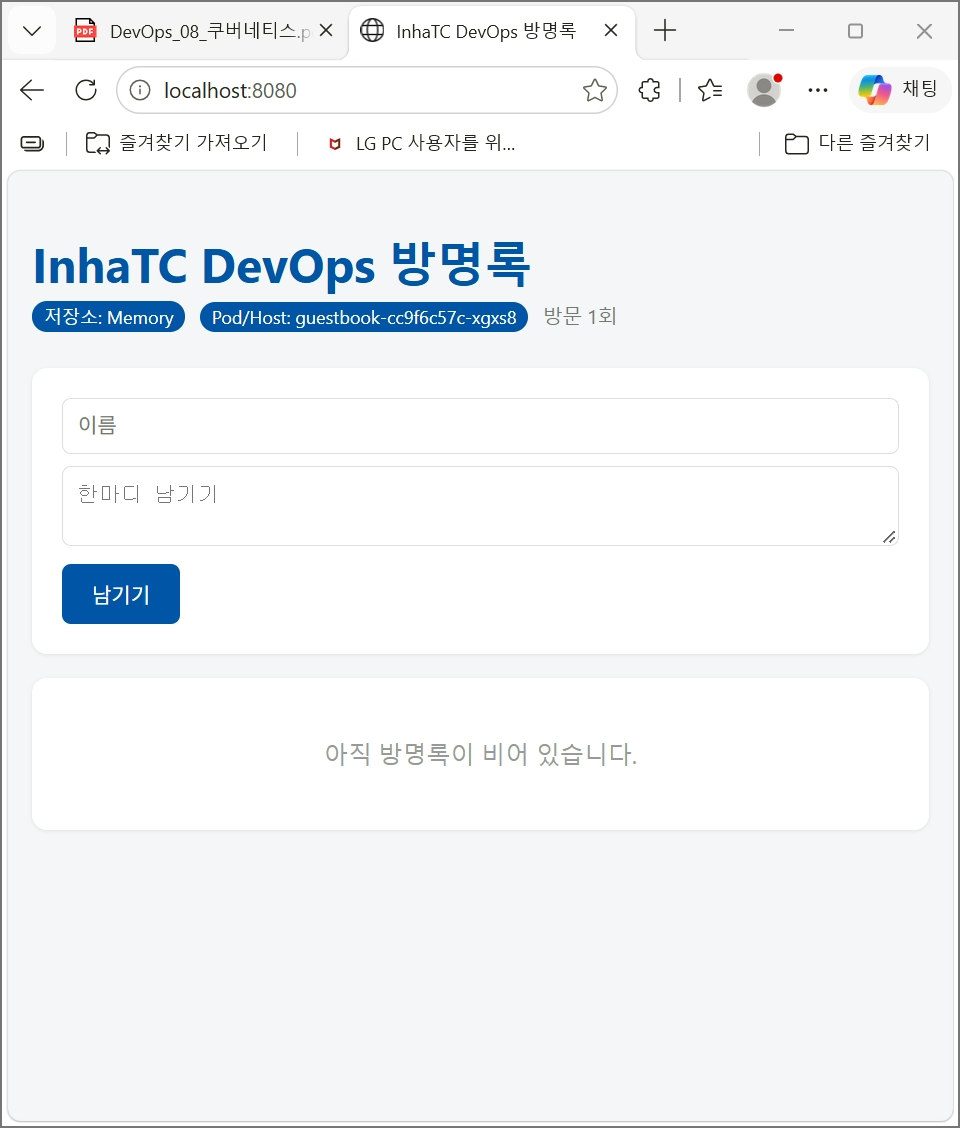 DevOps_08_쿠버네티스.p
InhaTC DevOps 방명록
localhost:8080
채팅
즐겨찾기 가져오기
LG PC 사용자를 위...
다른 즐겨찾기
InhaTC DevOps 방명록
저장소: Memory Pod/Host: guestbook-cc9f6c57c-xgxs8 방문 1회
이름
한마디 남기기
남기기
아직 방명록이 비어 있습니다.